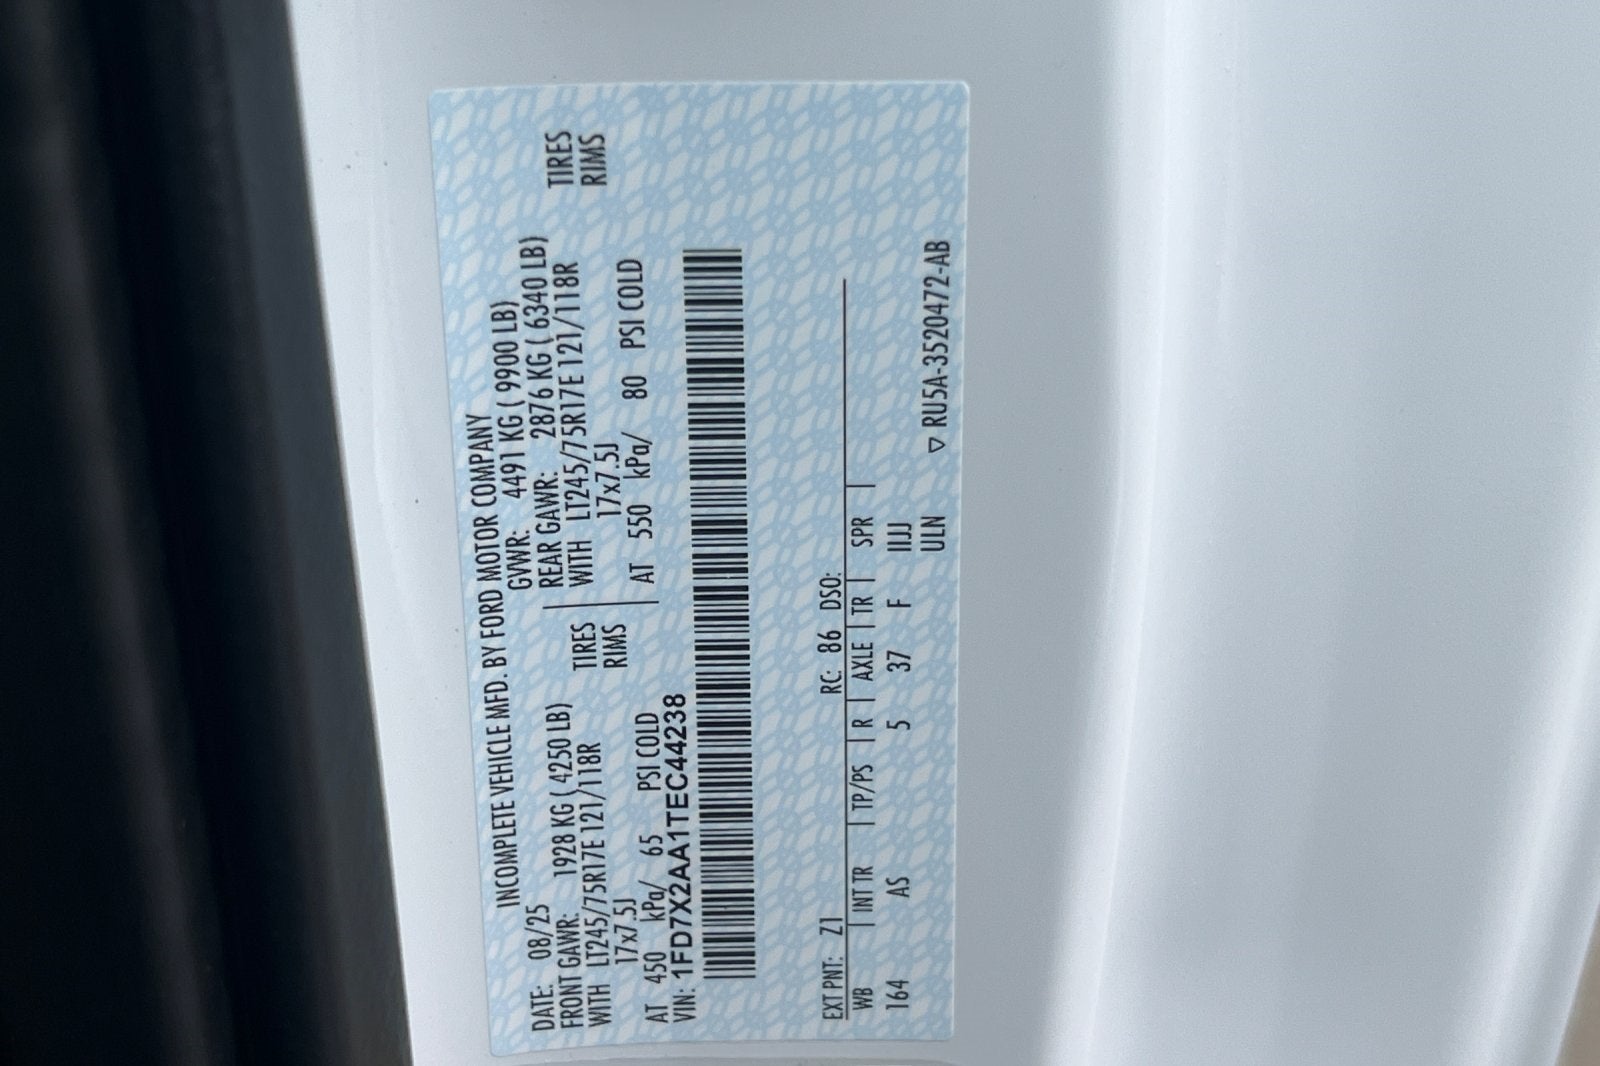 INCOMPLETE VEHICLE MFD. BY FORD MOTOR COMPANY
DATE: 08/25 GVWR: 4491 KG ( 9900 LB)
FRONT GAWR: 1928 KG ( 4250 LB) REAR GAWR: 2876 KG ( 6340 LB)
WITH LT245/75R17E 121/118R TIRES WITH LT245/75R17E 121/118R TIRES
17x7.5J RIMS 17x7.5J RIMS
AT 450 kPa/ 65 PSI COLD AT 550 kPa/ 80 PSI COLD
VIN: 1FD7X2AA1TEC44238
EXT PNT: Z1 RC: 86 DSO:
WB | INT TR | TP/PS | R | AXLE | TR | SPR |
164 AS 5 37 F IIJJ
ULN ▽ RU5A-3520472-AB